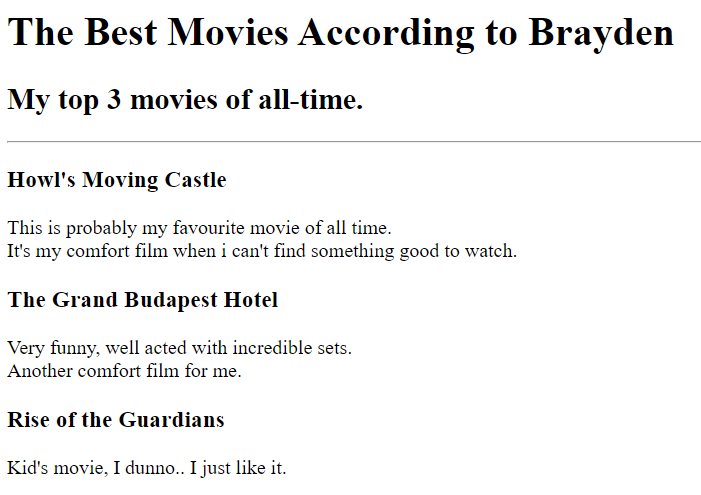 The Best Movies According to Brayden
My top 3 movies of all-time.
Howl's Moving Castle
This is probably my favourite movie of all time.
It's my comfort film when i can't find something good to watch.
The Grand Budapest Hotel
Very funny, well acted with incredible sets.
Another comfort film for me.
Rise of the Guardians
Kid's movie, I dunno.. I just like it.